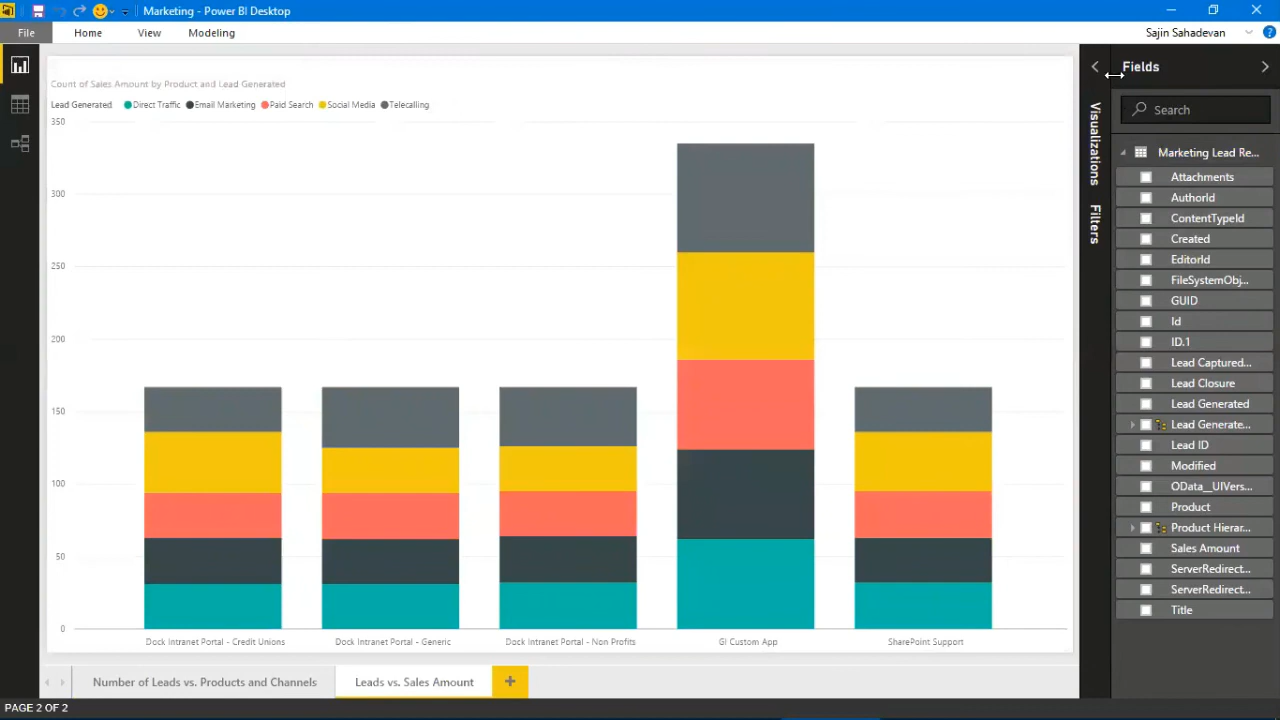 Marketing - Power BI Desktop
File Home View Modeling Sajin Sahadevan ?
Count of Sales Amount by Product and Lead Generated
Lead Generated Direct Traffic Email Marketing Paid Search Social Media Telecalling
350
300
250
200
150
100
50
0
Dock Intranet Portal - Credit Unions Dock Intranet Portal - Generic Dock Intranet Portal - Non Profits GI Custom App SharePoint Support
Visualizations
Filters
Fields
Search
Marketing Lead Re...
Attachments
AuthorId
ContentTypeId
Created
EditorId
FileSystemObj...
GUID
Id
ID.1
Lead Captured...
Lead Closure
Lead Generated
Lead Generate...
Lead ID
Modified
OData__UIVers...
Product
Product Hierar...
Sales Amount
ServerRedirect...
ServerRedirect...
Title
Number of Leads vs. Products and Channels Leads vs. Sales Amount +
PAGE 2 OF 2